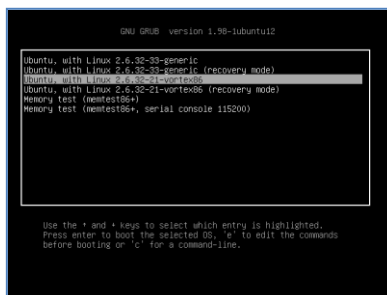 GNU GRUB  version 1.98-1ubuntu12
Ubuntu, with Linux 2.6.32-33-generic
Ubuntu, with Linux 2.6.32-33-generic (recovery mode)
Ubuntu, with Linux 2.6.32-21-vortex86
Ubuntu, with Linux 2.6.32-21-vortex86 (recovery mode)
Memory test (memtest86+)
Memory test (memtest86+, serial console 115200)
Use the ↑ and ↓ keys to select which entry is highlighted.
Press enter to boot the selected OS, 'e' to edit the commands
before booting or 'c' for a command-line.